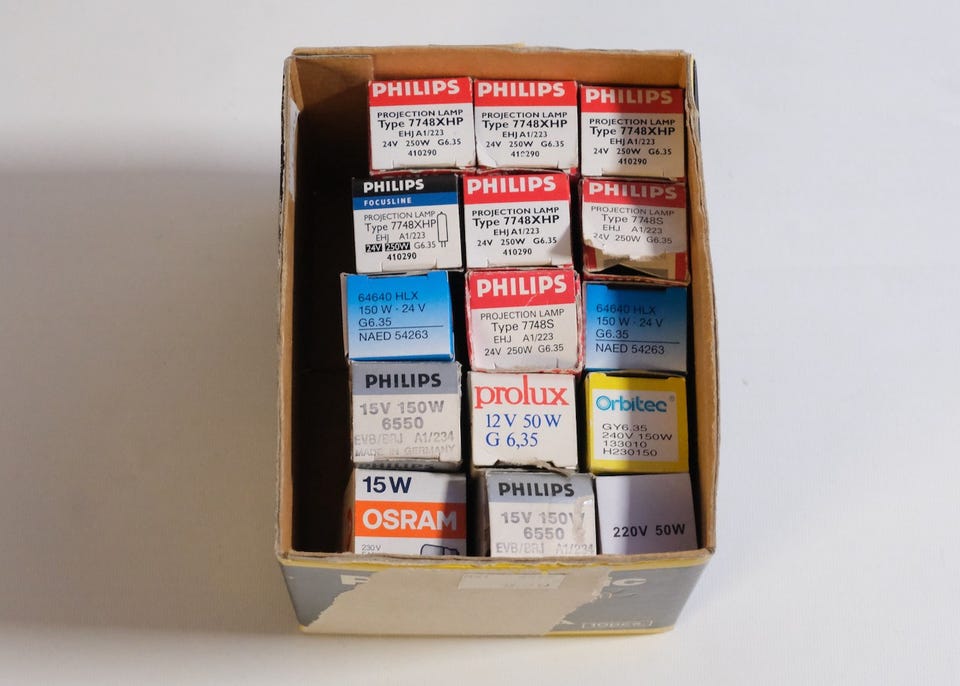 PHILIPS
PROJECTION LAMP
Type 7748XHP
EHJ A1/223
24V 250W G6.35
410290
PHILIPS
PROJECTION LAMP
Type 7748XHP
EHJ A1/223
24V 250W G6.35
410290
PHILIPS
PROJECTION LAMP
Type 7748XHP
EHJ A1/223
24V 250W G6.35
410290
PHILIPS
FOCUSLINE
PROJECTION LAMP
Type 7748XHP
EHJ A1/223
24V 250W G6.35
410290
PHILIPS
PROJECTION LAMP
Type 7748XHP
EHJ A1/223
24V 250W G6.35
410290
PHILIPS
PROJECTION LAMP
Type 7748S
EHJ A1/223
24V 250W G6.35
64640 HLX
150 W · 24 V
G6.35
NAED 54263
PHILIPS
PROJECTION LAMP
Type 7748S
EHJ A1/223
24V 250W G6.35
64640 HLX
150 W · 24 V
G6.35
NAED 54263
PHILIPS
15V 150W
6550
EVB/BRJ A1/234
MADE IN GERMANY
prolux
12 V 50 W
G 6,35
Orbitec®
GY6,35
240V 150W
133010
H230150
15 W
OSRAM
230V
PHILIPS
15V 150W
6550
EVB/BRJ A1/234
220V 50W